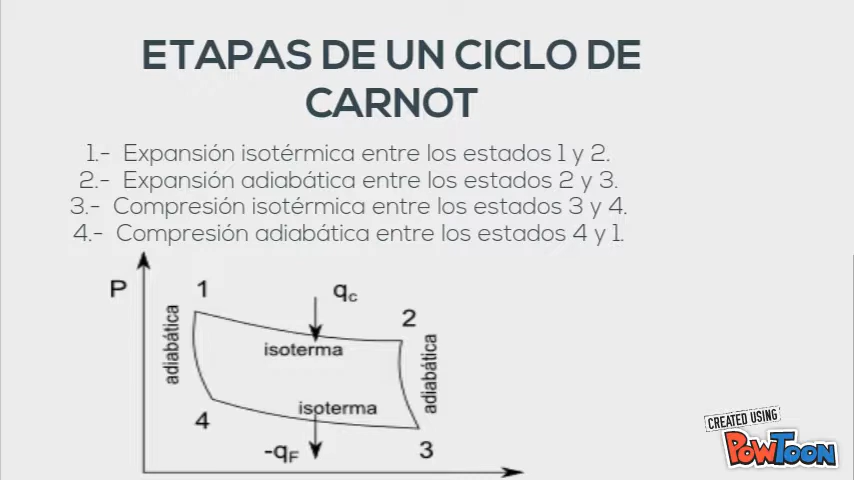 ETAPAS DE UN CICLO DE
CARNOT
1.- Expansión isotérmica entre los estados 1 y 2.
2.- Expansión adiabática entre los estados 2 y 3.
3.- Compresión isotérmica entre los estados 3 y 4.
4.- Compresión adiabática entre los estados 4 y 1.
P
1
qc
2
adiabática
isoterma
adiabática
isoterma
4
-qF
3
CREATED USING
POWTOON